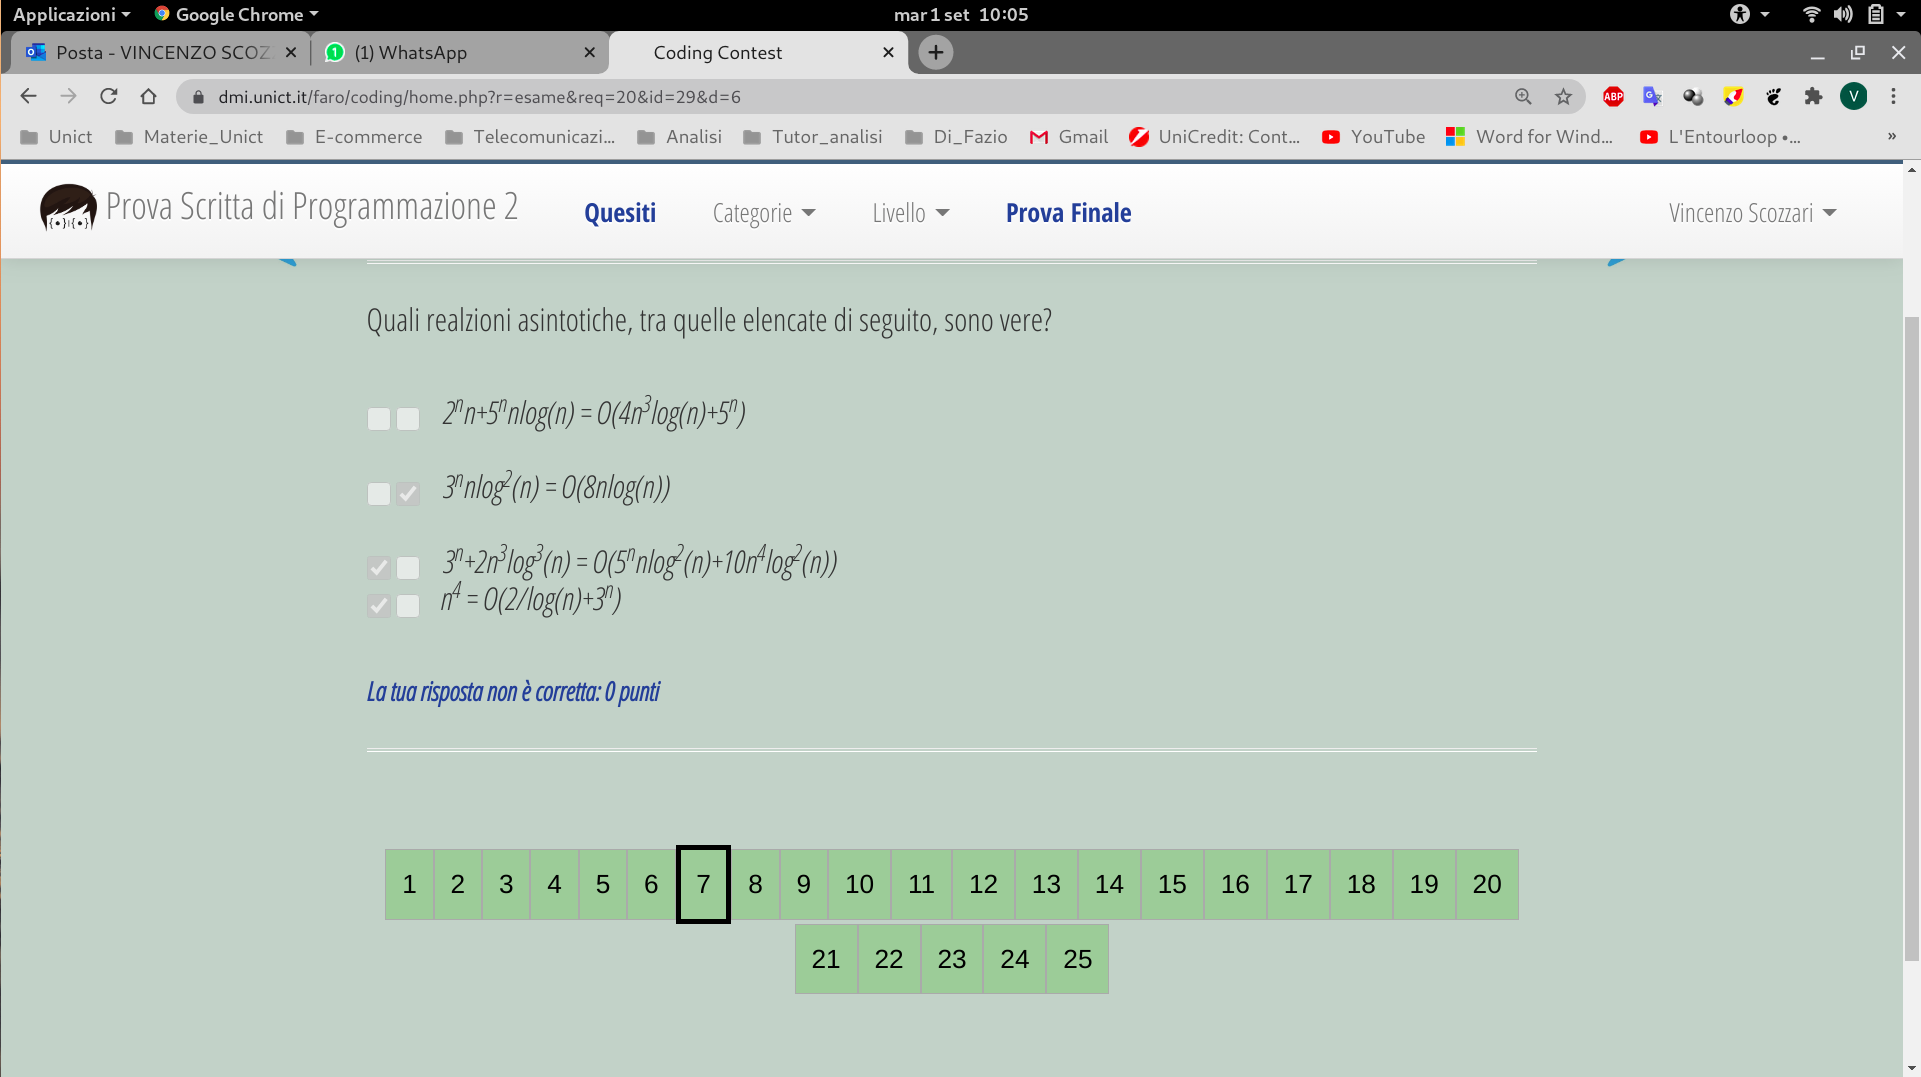 Applicazioni Google Chrome mar 1 set 10:05
Posta - VINCENZO SCOZ (1) WhatsApp Coding Contest
dmi.unict.it/faro/coding/home.php?r=esame&req=20&id=29&d=6 ABP V
Unict Materie_Unict E-commerce Telecomunicazi... Analisi Tutor_analisi Di_Fazio Gmail UniCredit: Cont... YouTube Word for Wind... L'Entourloop •... »
Prova Scritta di Programmazione 2 Quesiti Categorie Livello Prova Finale Vincenzo Scozzari
Quali realzioni asintotiche, tra quelle elencate di seguito, sono vere?
2^n n+5^n nlog(n) = O(4n^3 log(n)+5^n)
3^n nlog^2(n) = O(8nlog(n))
3^n+2n^3 log^3(n) = O(5^n nlog^2(n)+10n^4 log^2(n))
n^4 = O(2/log(n)+3^n)
La tua risposta non è corretta: 0 punti
1 2 3 4 5 6 7 8 9 10 11 12 13 14 15 16 17 18 19 20
21 22 23 24 25